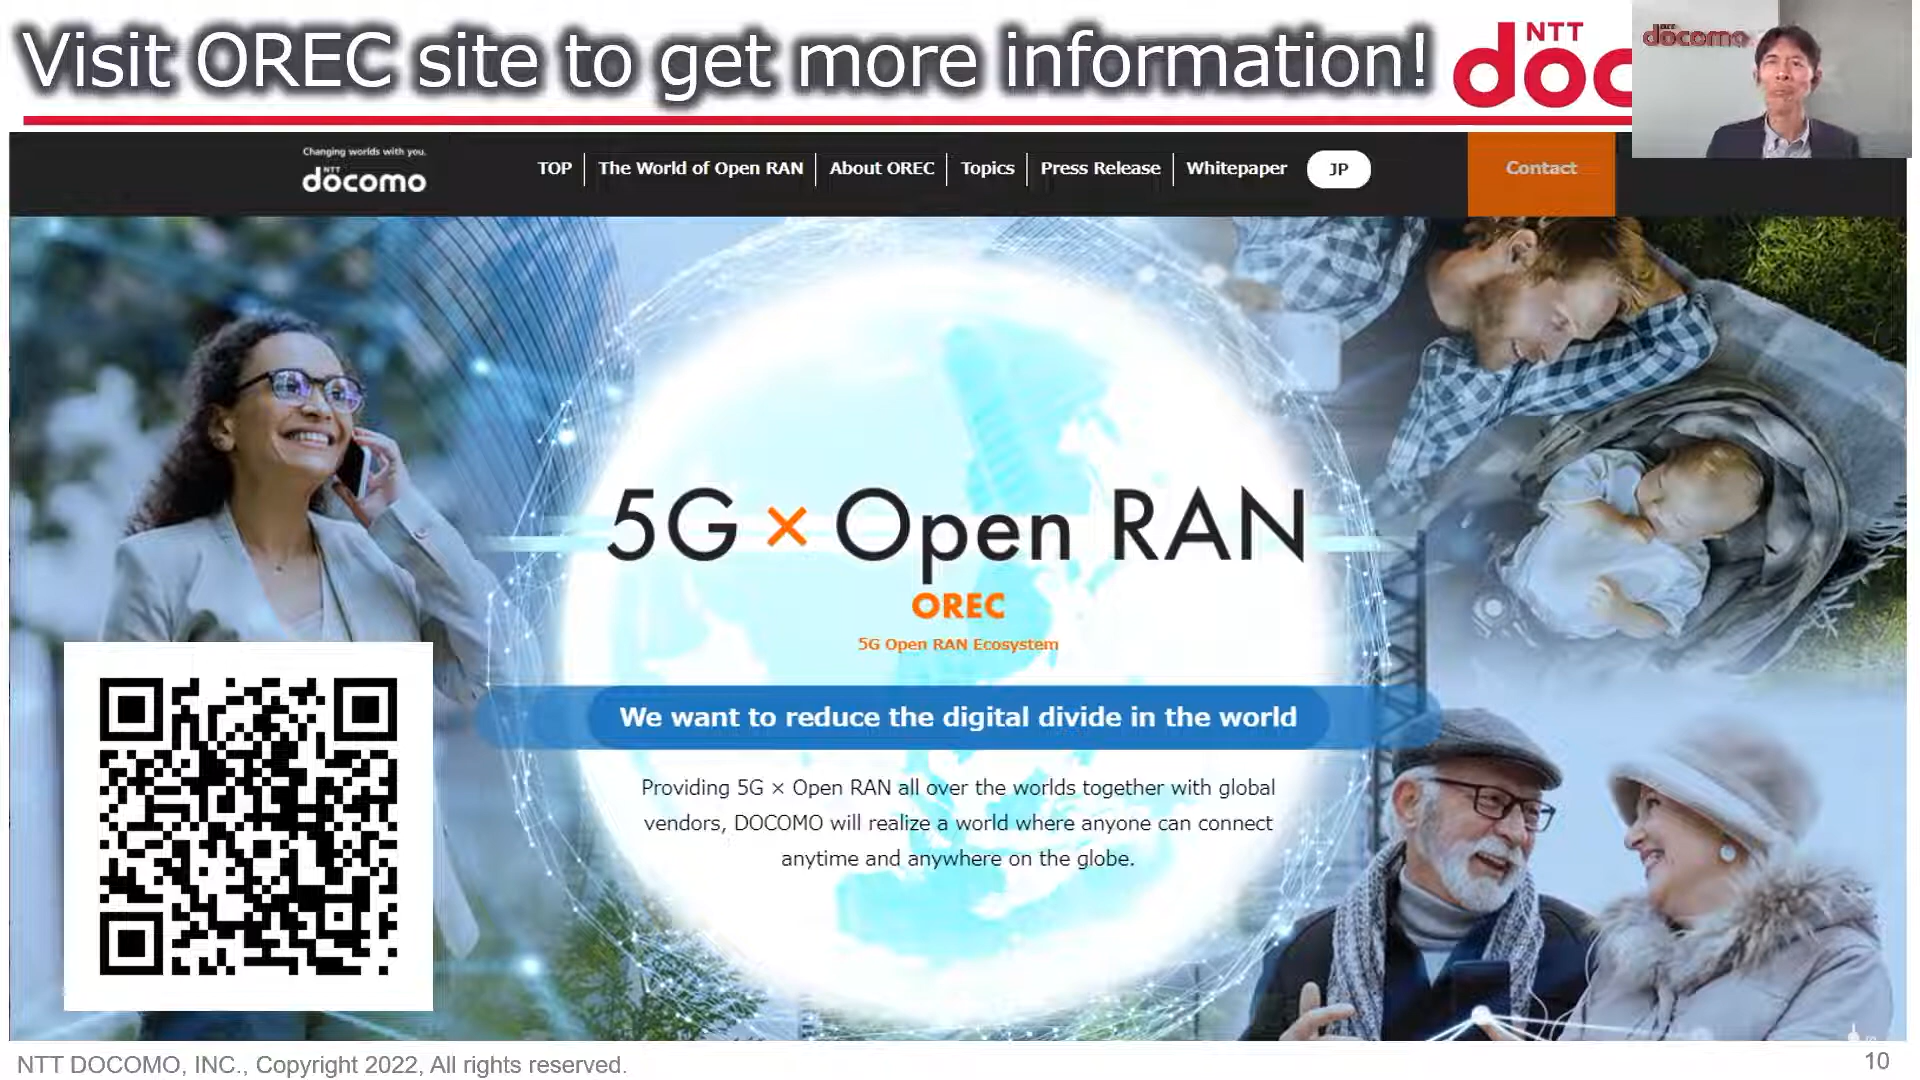 Visit OREC site to get more information!
NTT
doc
NTT
docomo
Changing worlds with you.
NTT
docomo
TOP
The World of Open RAN
About OREC
Topics
Press Release
Whitepaper
JP
Contact
5G × Open RAN
OREC
5G Open RAN Ecosystem
We want to reduce the digital divide in the world
Providing 5G × Open RAN all over the worlds together with global
vendors, DOCOMO will realize a world where anyone can connect
anytime and anywhere on the globe.
NTT DOCOMO, INC., Copyright 2022, All rights reserved.
10